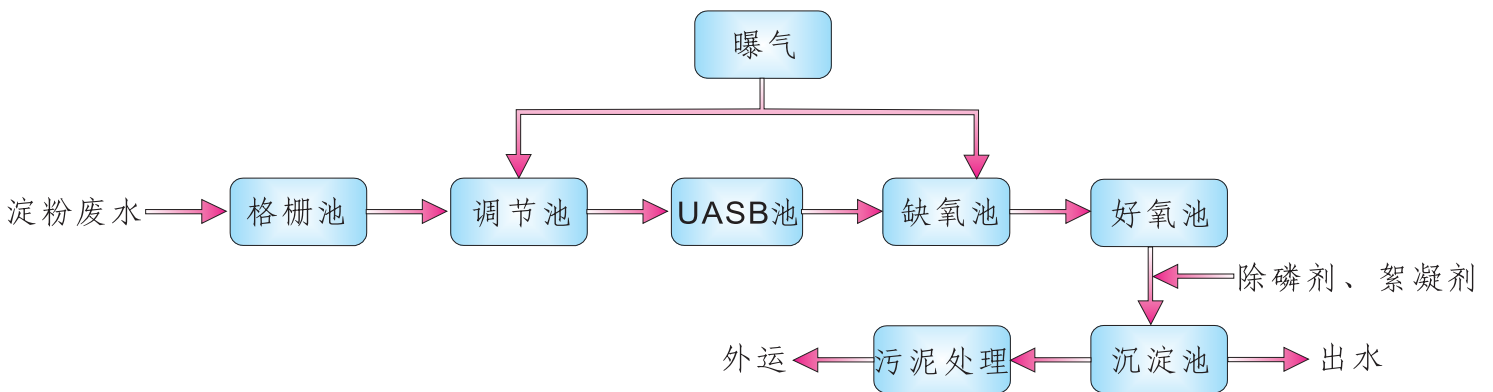 曝气
淀粉废水
格栅池
调节池
UASB池
缺氧池
好氧池
除磷剂、絮凝剂
外运
污泥处理
沉淀池
出水